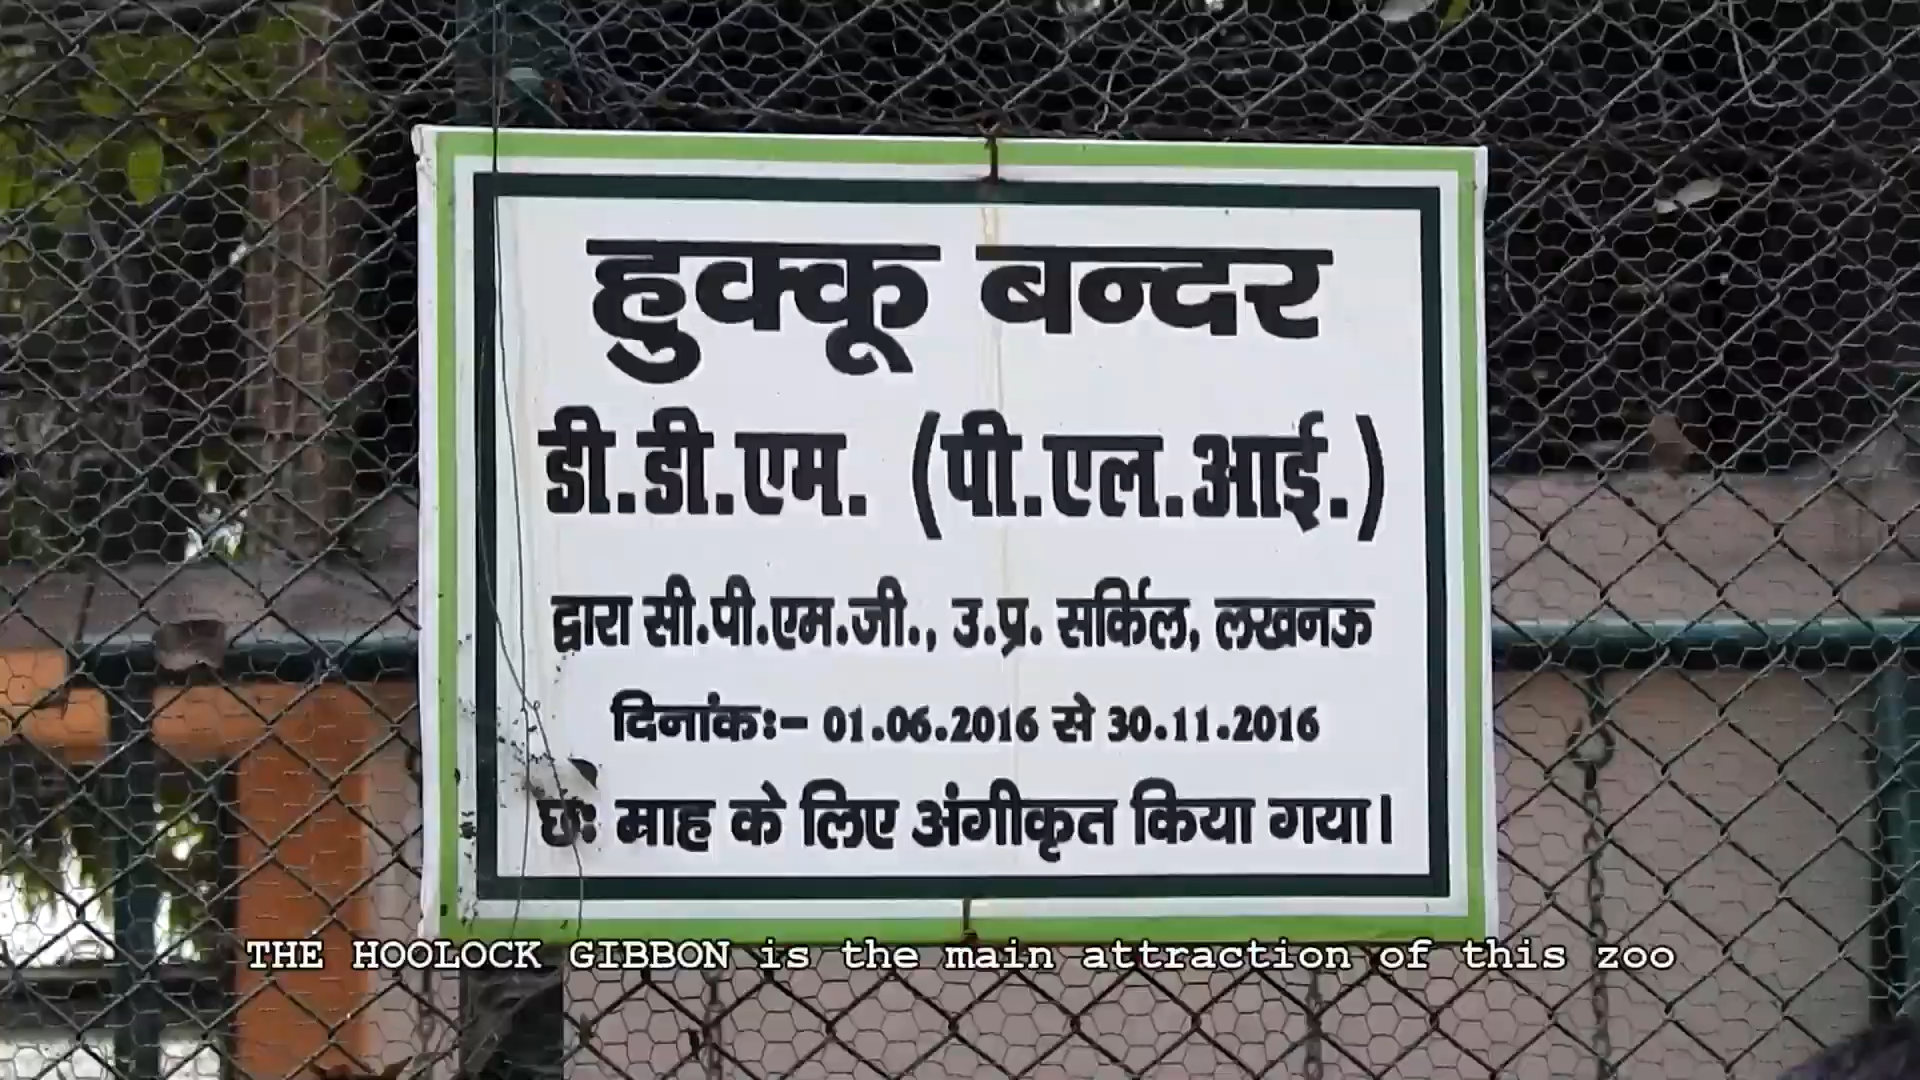 हुक्कू बन्दर
डी.डी.एम. (पी.एल.आई.)
द्वारा सी.पी.एम.जी., उ.प्र. सर्किल, लखनऊ
दिनांकः– 01.06.2016 से 30.11.2016
छः माह के लिए अंगीकृत किया गया।
THE HOOLOCK GIBBON is the main attraction of this zoo